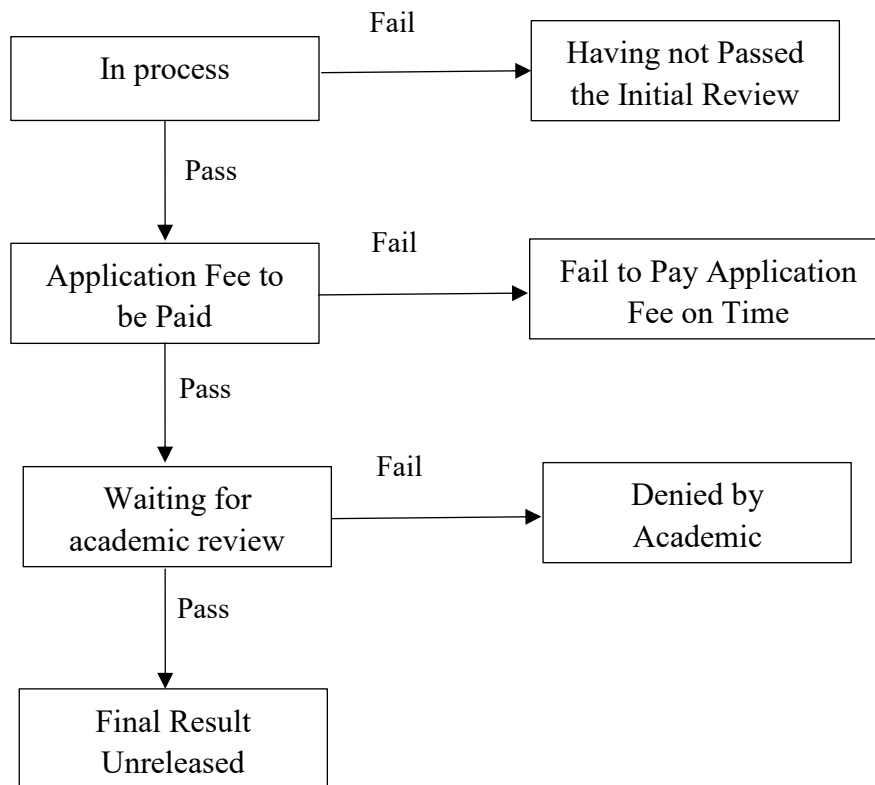 Fail
In process
Having not Passed
the Initial Review
Pass
Fail
Application Fee to
be Paid
Fail to Pay Application
Fee on Time
Pass
Fail
Waiting for
academic review
Denied by
Academic
Pass
Final Result
Unreleased